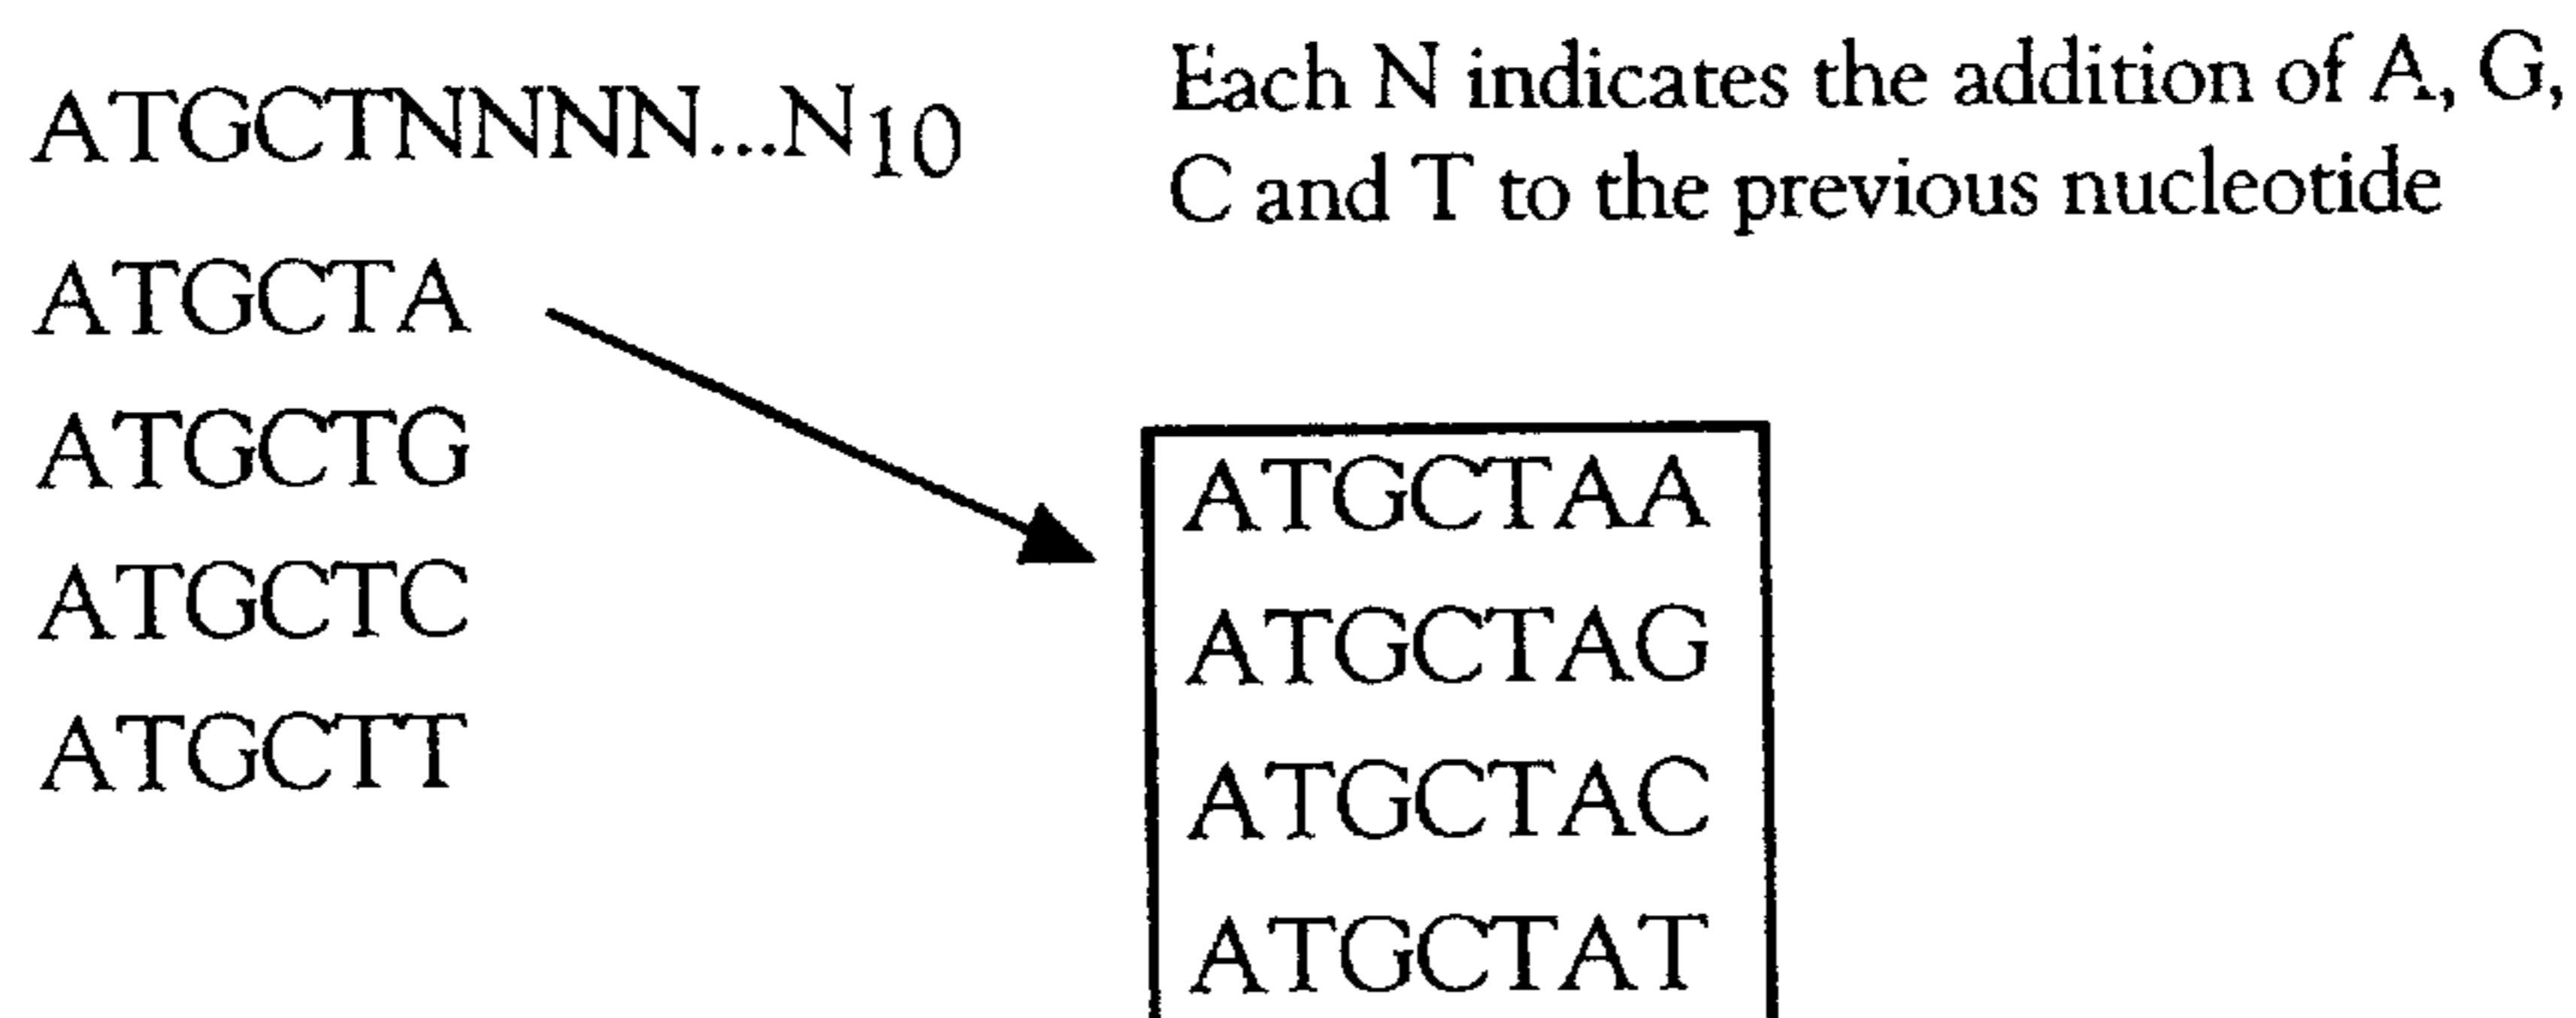 ATGCTNNNN...N10
Each N indicates the addition of A, G,
C and T to the previous nucleotide
ATGCTA
ATGCTG
ATGCTC
ATGCTT
ATGCTAA
ATGCTAG
ATGCTAC
ATGCTAT